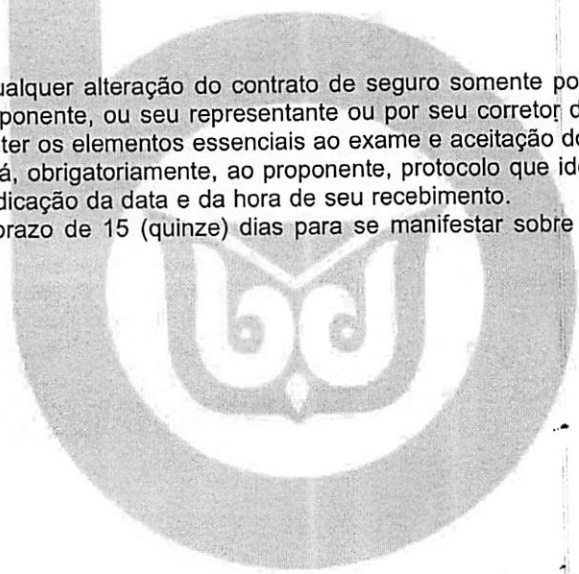 ualquer alteração do contrato de seguro somente po
ponente, ou seu representante ou por seu corretor d
ter os elementos essenciais ao exame e aceitação do
á, obrigatoriamente, ao proponente, protocolo que ide
dicação da data e da hora de seu recebimento.
prazo de 15 (quinze) dias para se manifestar sobre